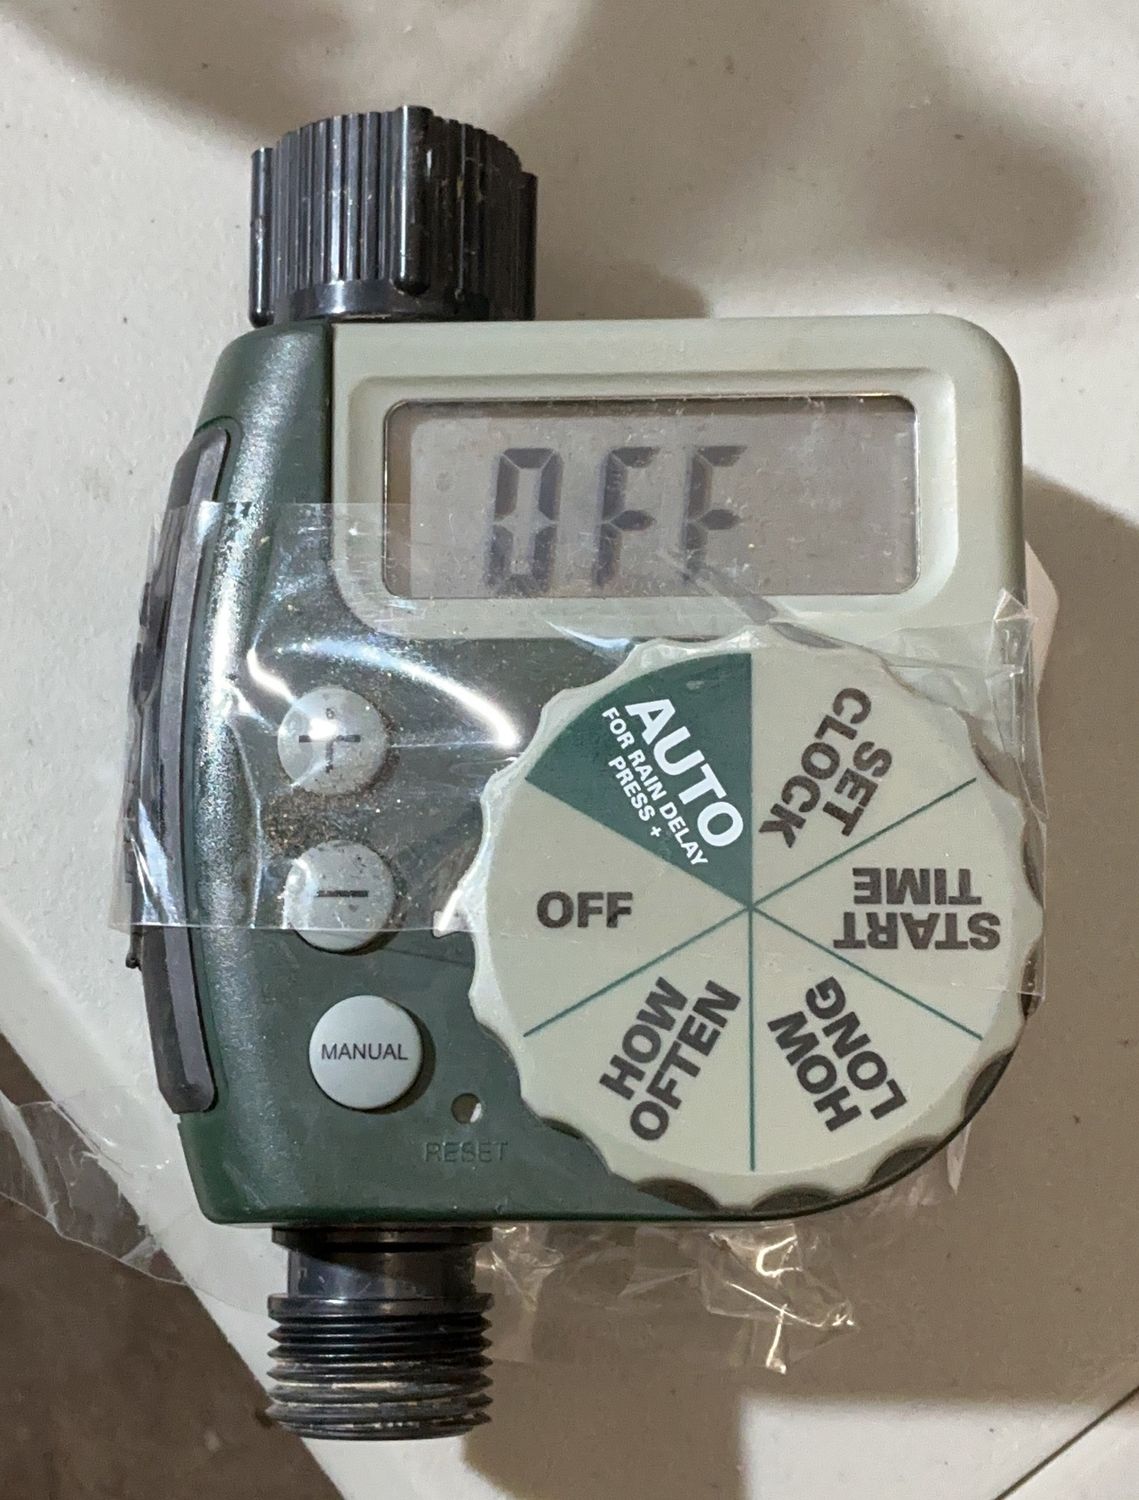 OFF
+
-
MANUAL
RESET
AUTO
FOR RAIN DELAY
PRESS +
SET
CLOCK
START
TIME
HOW
LONG
HOW
OFTEN
OFF